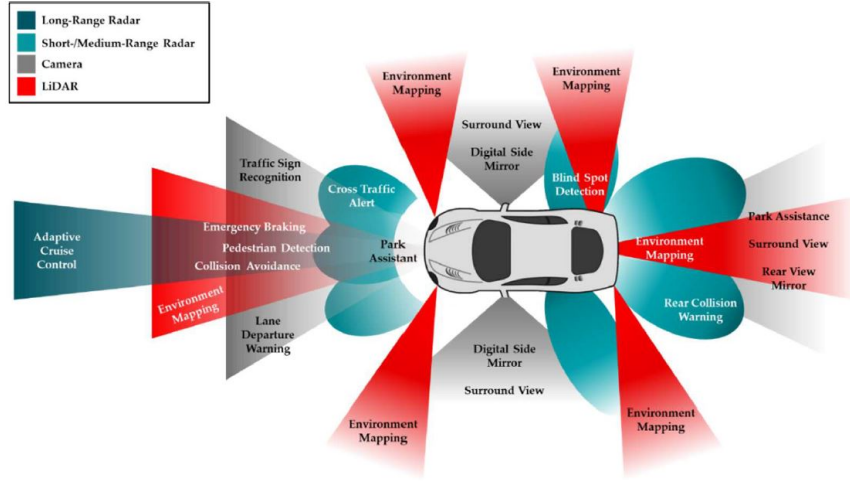 Long-Range Radar
Short-/Medium-Range Radar
Camera
LiDAR
Environment
Mapping
Environment
Mapping
Surround View
Digital Side
Mirror
Traffic Sign
Recognition
Cross Traffic
Alert
Blind Spot
Detection
Adaptive
Cruise
Control
Emergency Braking
Pedestrian Detection
Collision Avoidance
Park
Assistant
Environment
Mapping
Park Assistance
Surround View
Rear View
Mirror
Environment
Mapping
Rear Collision
Warning
Lane
Departure
Warning
Digital Side
Mirror
Surround View
Environment
Mapping
Environment
Mapping